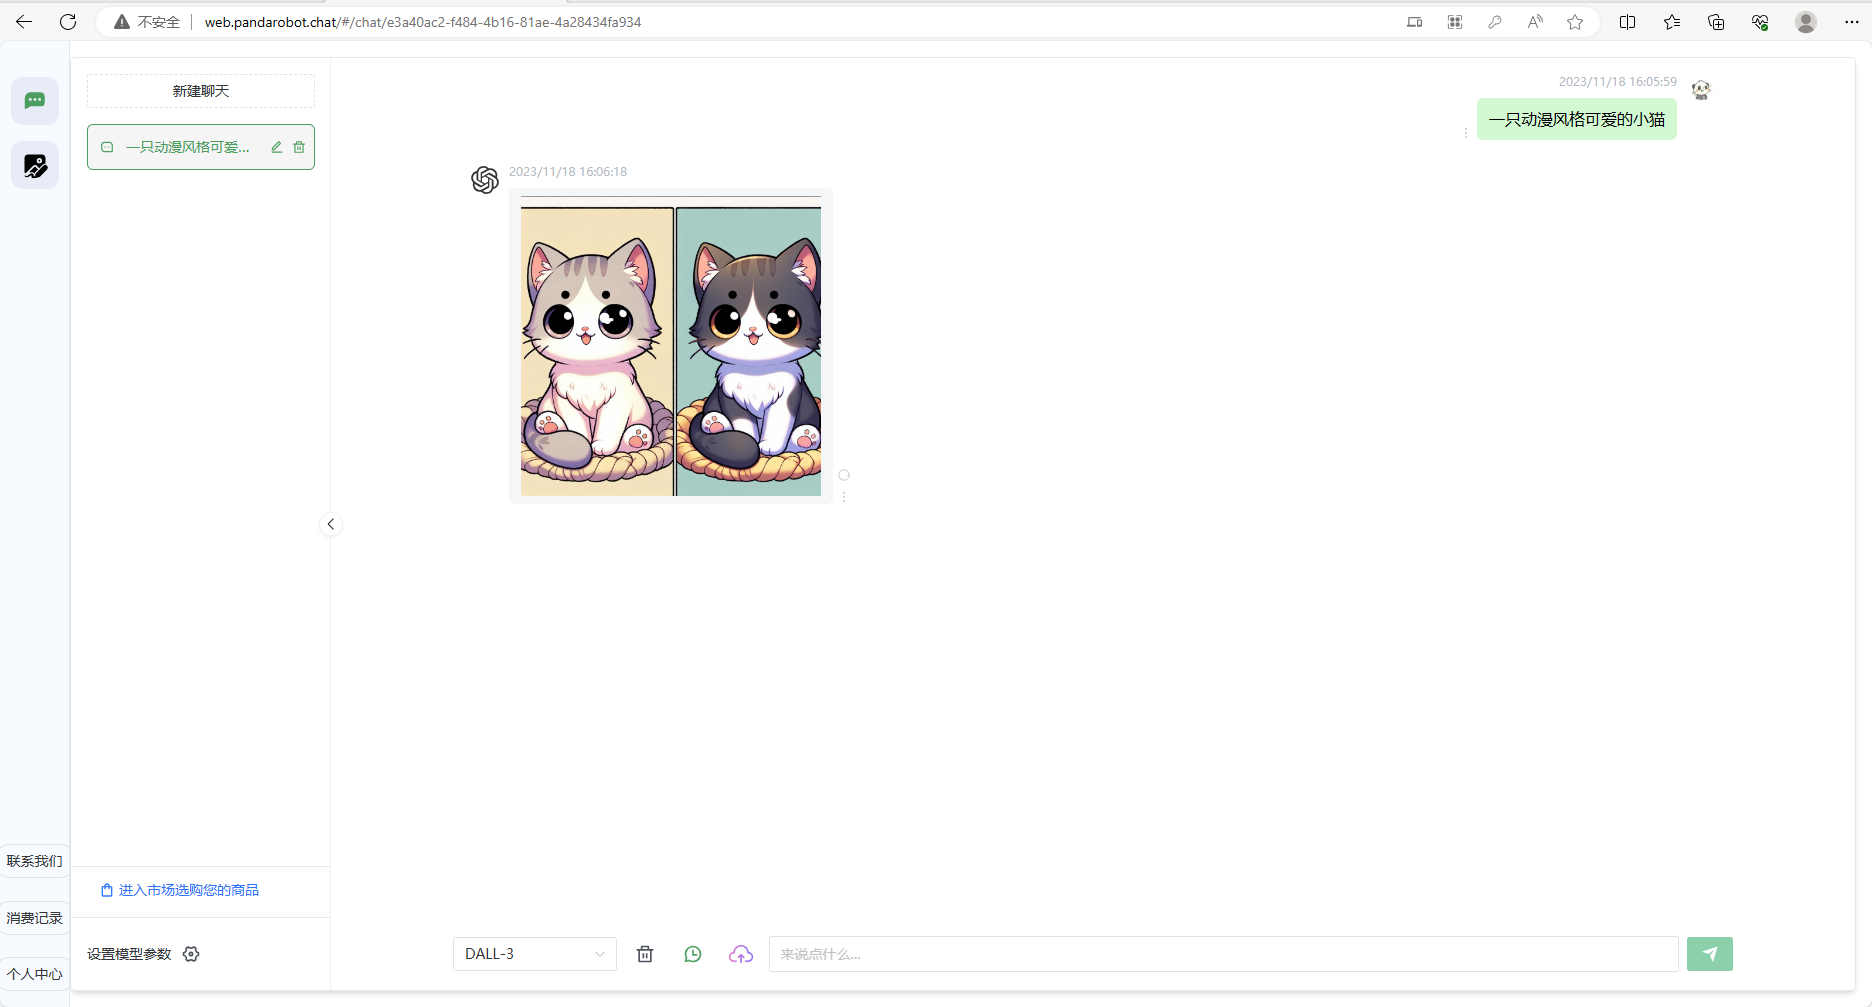 不安全
web.pandarobot.chat/#/chat/e3a40ac2-f484-4b16-81ae-4a28434fa934
新建聊天
一只动漫风格可爱...
2023/11/18 16:05:59
一只动漫风格可爱的小猫
2023/11/18 16:06:18
联系我们
进入市场选购您的商品
消费记录
设置模型参数
个人中心
DALL-3
来说点什么...